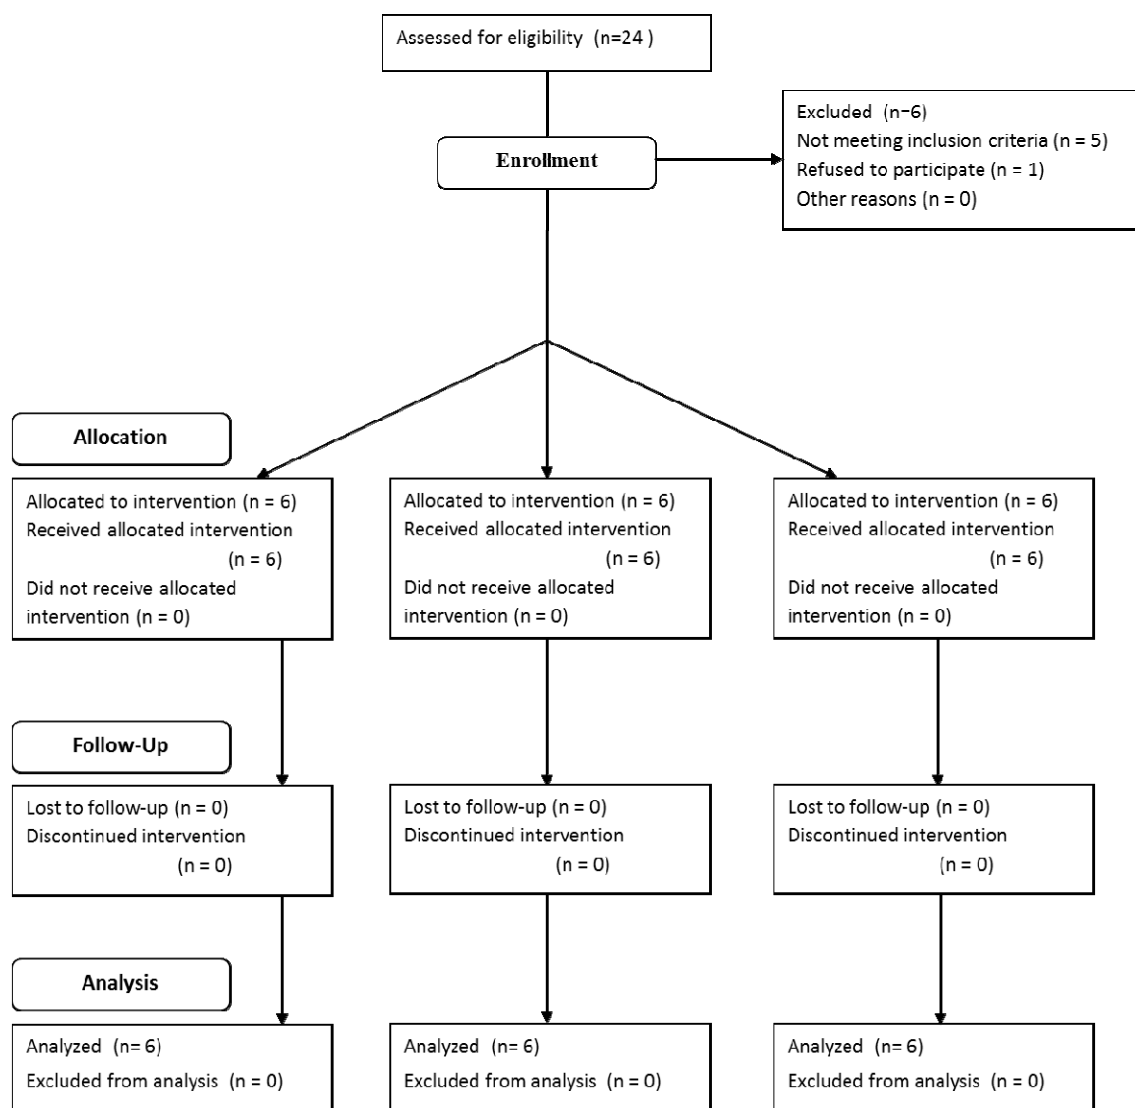 Assessed for eligibility (n=24 )
Enrollment
Excluded (n−6)
Not meeting inclusion criteria (n = 5)
Refused to participate (n = 1)
Other reasons (n = 0)
Allocation
Allocated to intervention (n = 6)
Received allocated intervention
(n = 6)
Did not receive allocated
intervention (n = 0)
Allocated to intervention (n = 6)
Received allocated intervention
(n = 6)
Did not receive allocated
intervention (n = 0)
Allocated to intervention (n = 6)
Received allocated intervention
(n = 6)
Did not receive allocated
intervention (n = 0)
Follow-Up
Lost to follow-up (n = 0)
Discontinued intervention
(n = 0)
Lost to follow-up (n = 0)
Discontinued intervention
(n = 0)
Lost to follow-up (n = 0)
Discontinued intervention
(n = 0)
Analysis
Analyzed (n= 6)
Excluded from analysis (n = 0)
Analyzed (n= 6)
Excluded from analysis (n = 0)
Analyzed (n= 6)
Excluded from analysis (n = 0)